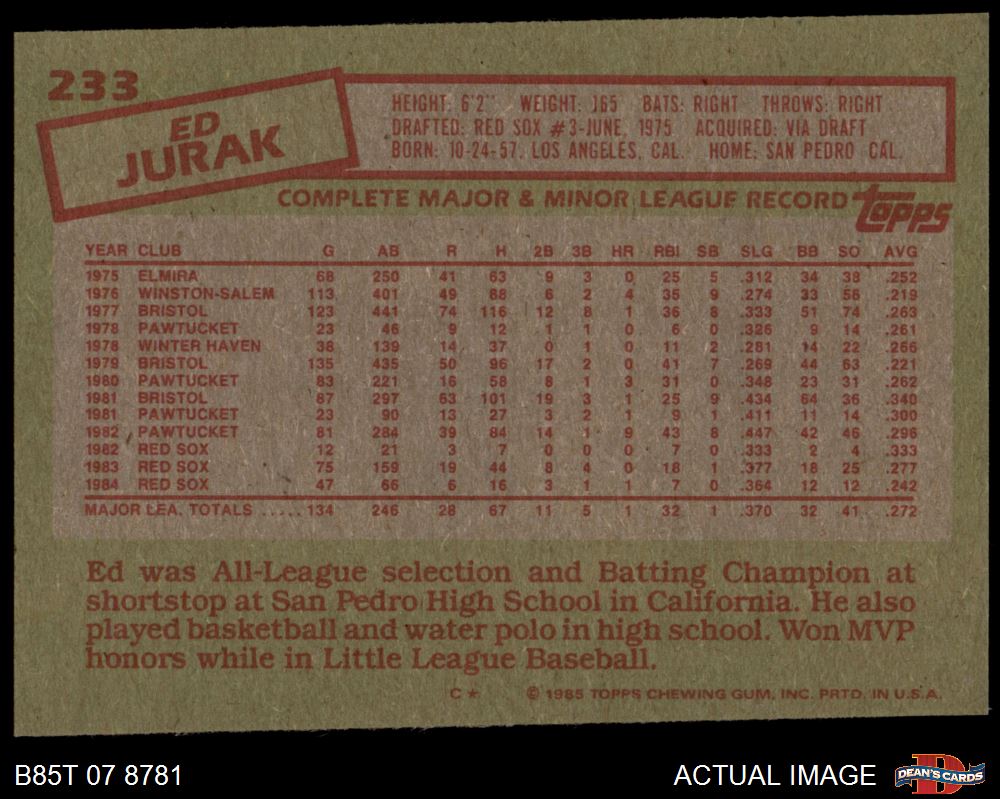 233
ED
JURAK
HEIGHT: 6'2" WEIGHT: 165 BATS: RIGHT THROWS: RIGHT
DRAFTED: RED SOX #3-JUNE, 1975 ACQUIRED: VIA DRAFT
BORN: 10-24-57, LOS ANGELES, CAL. HOME: SAN PEDRO CAL.
COMPLETE MAJOR & MINOR LEAGUE RECORD topps
YEAR CLUB G AB R H 2B 3B HR RBI SB SLG BB SO AVG
1975 ELMIRA 68 250 41 63 9 3 0 25 5 .312 34 38 .252
1976 WINSTON-SALEM 113 401 49 88 6 2 4 35 9 .274 33 56 .219
1977 BRISTOL 123 441 74 116 12 8 1 36 8 .333 51 74 .263
1978 PAWTUCKET 23 46 9 12 1 1 0 6 0 .326 9 14 .261
1978 WINTER HAVEN 38 139 14 37 0 1 0 11 2 .281 14 22 .266
1979 BRISTOL 135 435 50 96 17 2 0 41 7 .269 44 63 .221
1980 PAWTUCKET 83 221 16 58 8 1 3 31 0 .348 23 31 .262
1981 BRISTOL 87 297 63 101 19 3 1 25 9 .434 64 36 .340
1981 PAWTUCKET 23 90 13 27 3 2 1 9 1 .411 11 14 .300
1982 PAWTUCKET 81 284 39 84 14 1 9 43 8 .447 42 46 .296
1982 RED SOX 12 21 3 7 0 0 0 7 0 .333 2 4 .333
1983 RED SOX 75 159 19 44 8 4 0 18 1 .377 18 25 .277
1984 RED SOX 47 66 6 16 3 1 1 7 0 .364 12 12 .242
MAJOR LEA. TOTALS ..... 134 246 28 67 11 5 1 32 1 .370 32 41 .272
Ed was All-League selection and Batting Champion at
shortstop at San Pedro High School in California. He also
played basketball and water polo in high school. Won MVP
honors while in Little League Baseball.
C★ © 1985 TOPPS CHEWING GUM, INC. PRTD. IN U.S.A.
B85T 07 8781 ACTUAL IMAGE DEAN'S CARDS